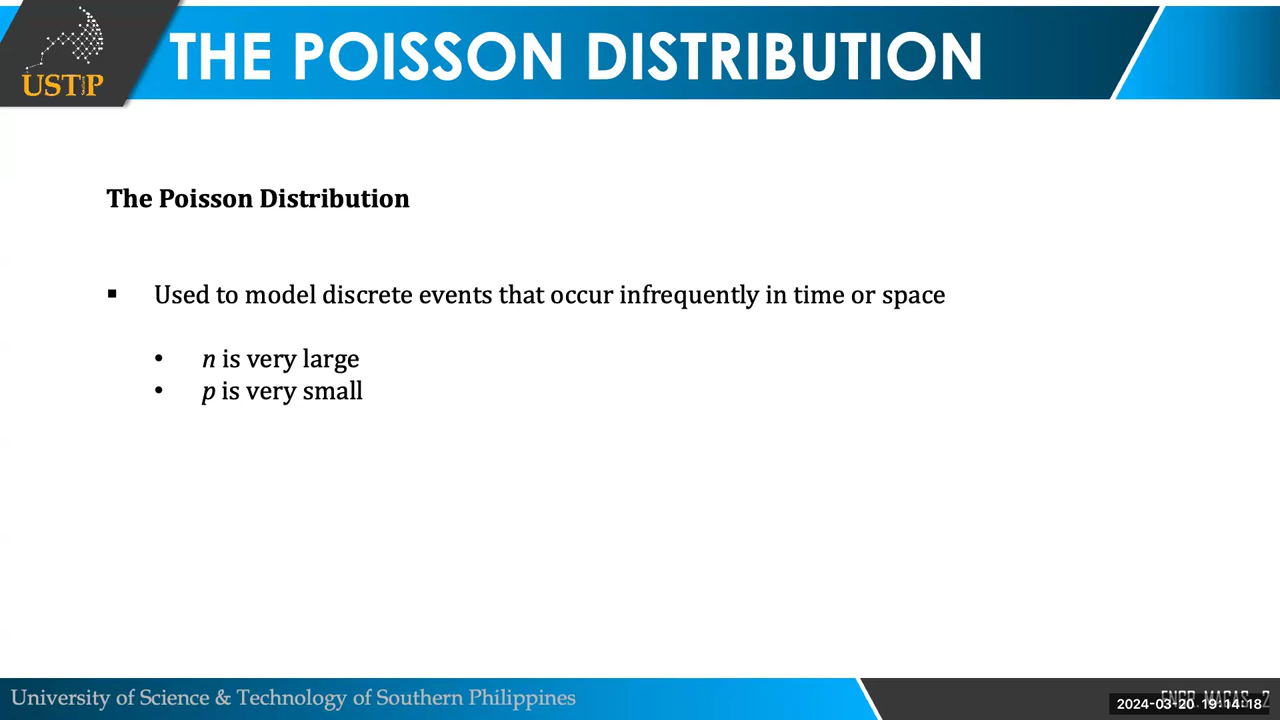 THE POISSON DISTRIBUTION
USTP
The Poisson Distribution
▪ Used to model discrete events that occur infrequently in time or space
• n is very large
• p is very small
University of Science & Technology of Southern Philippines
2024-03-20 19:14:18